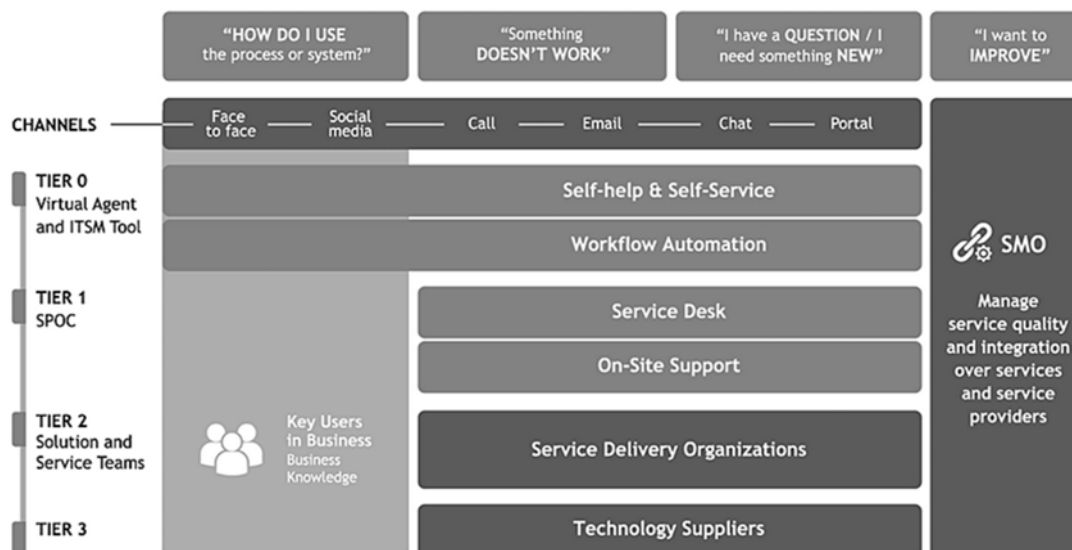 “HOW DO I USE
the process or system?”
“Something
DOESN’T WORK”
“I have a QUESTION / I
need something NEW”
“I want to
IMPROVE”
CHANNELS
Face
to face
Social
media
Call
Email
Chat
Portal
TIER 0
Virtual Agent
and ITSM Tool
Self-help & Self-Service
Workflow Automation
TIER 1
SPOC
Service Desk
On-Site Support
TIER 2
Solution and
Service Teams
Key Users
in Business
Business
Knowledge
Service Delivery Organizations
TIER 3
Technology Suppliers
SMO
Manage
service quality
and integration
over services
and service
providers